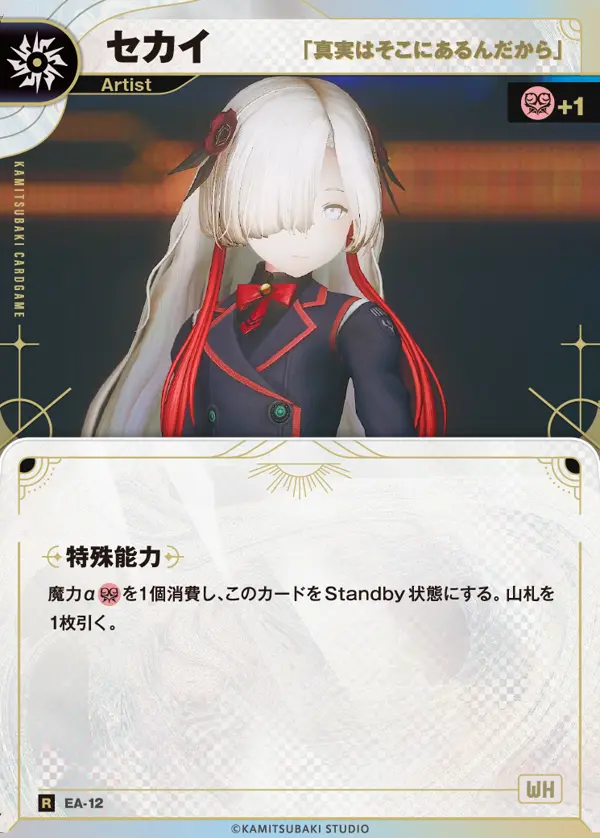 セカイ
「真実はそこにあるんだから」
Artist
+1
KAMITSUBAKI CARDGAME
特殊能力
魔力αを1個消費し、このカードをStandby状態にする。山札を
1枚引く。
R EA-12
WH
©KAMITSUBAKI STUDIO